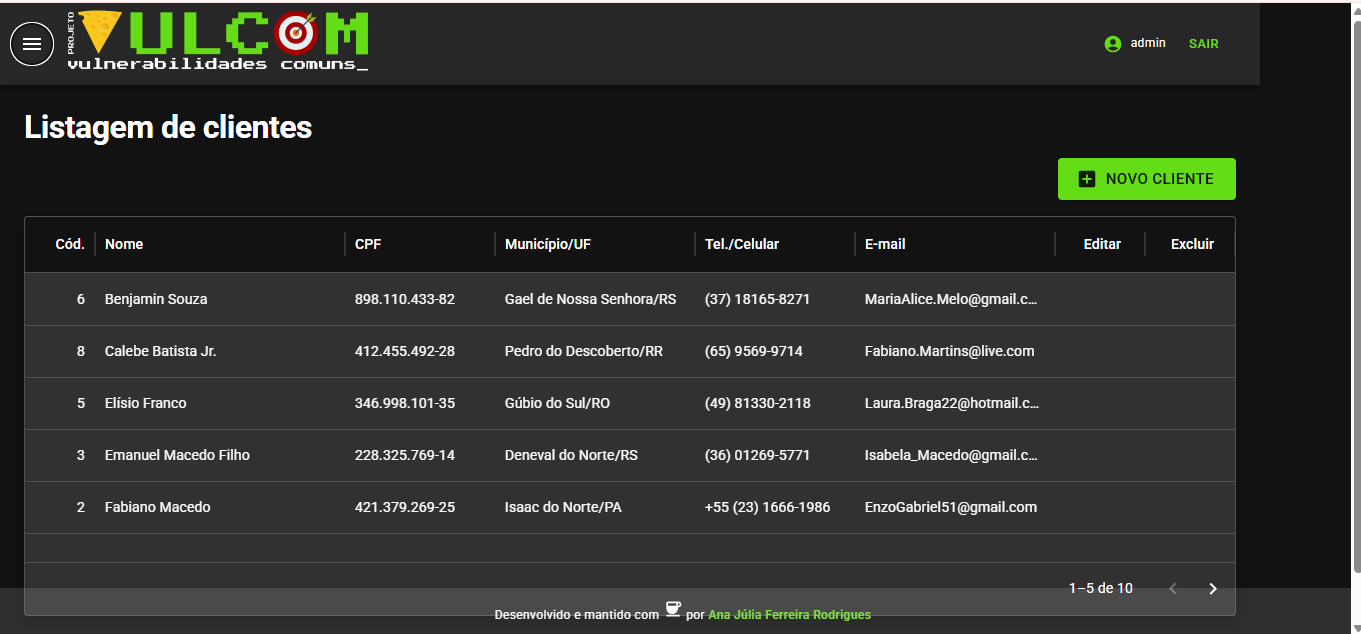 PROJETO
VULCOM
vulnerabilidades comuns_
admin SAIR
Listagem de clientes
NOVO CLIENTE
Cód. Nome CPF Município/UF Tel./Celular E-mail Editar Excluir
6 Benjamin Souza 898.110.433-82 Gael de Nossa Senhora/RS (37) 18165-8271 MariaAlice.Melo@gmail.c...
8 Calebe Batista Jr. 412.455.492-28 Pedro do Descoberto/RR (65) 9569-9714 Fabiano.Martins@live.com
5 Elísio Franco 346.998.101-35 Gúbio do Sul/RO (49) 81330-2118 Laura.Braga22@hotmail.c...
3 Emanuel Macedo Filho 228.325.769-14 Deneval do Norte/RS (36) 01269-5771 Isabela_Macedo@gmail.c...
2 Fabiano Macedo 421.379.269-25 Isaac do Norte/PA +55 (23) 1666-1986 EnzoGabriel51@gmail.com
1–5 de 10
Desenvolvido e mantido com por Ana Júlia Ferreira Rodrigues